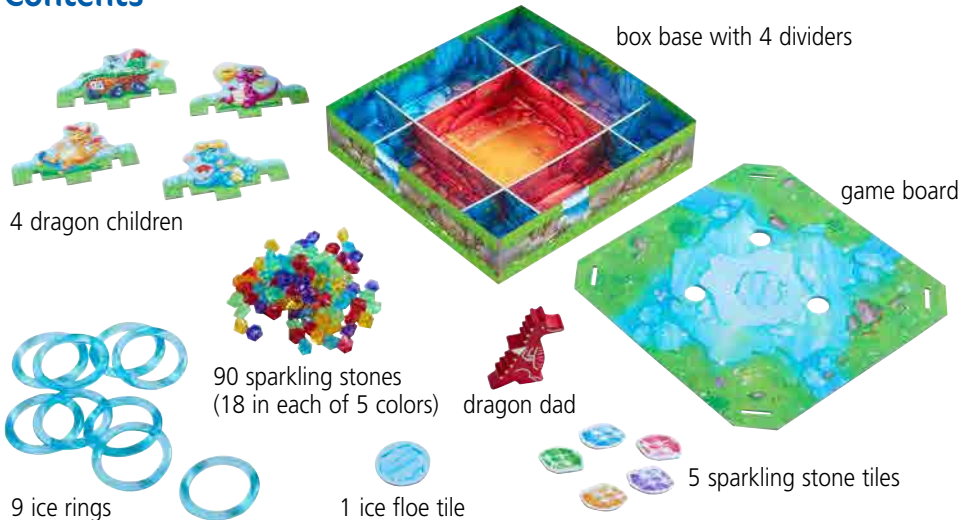 Contents
box base with 4 dividers
game board
4 dragon children
90 sparkling stones
(18 in each of 5 colors)
dragon dad
9 ice rings
1 ice floe tile
5 sparkling stone tiles